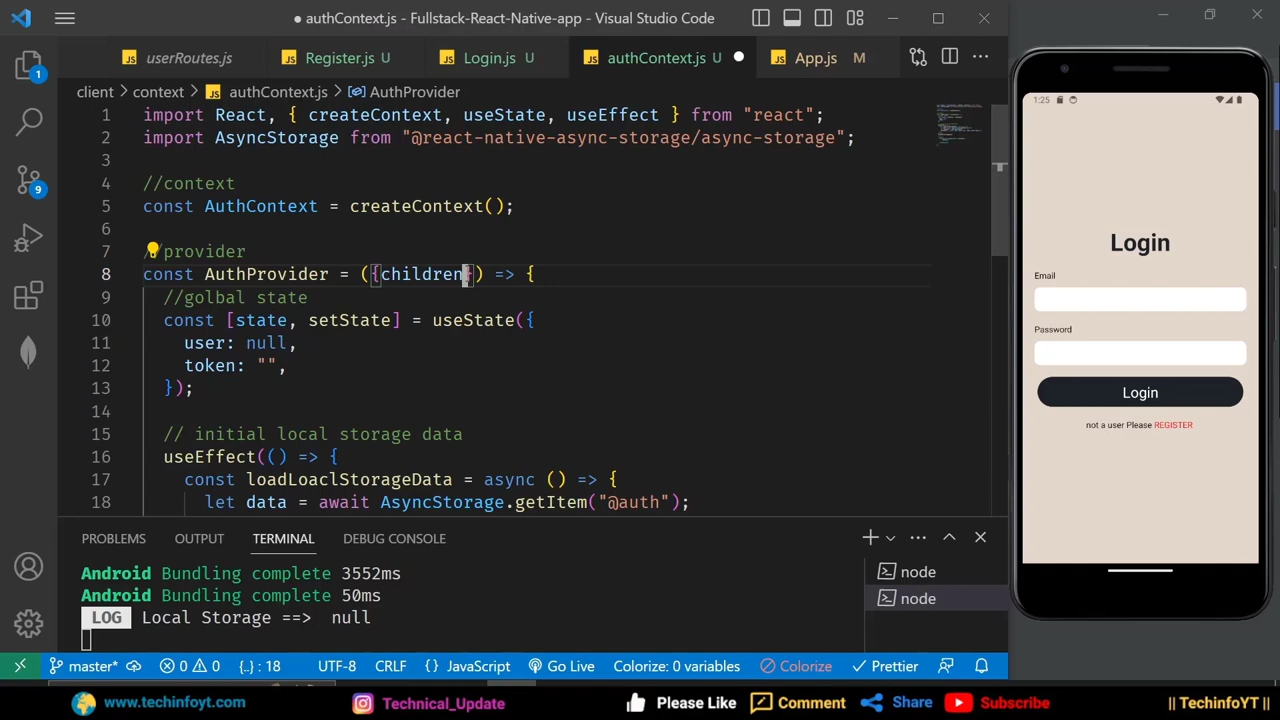 ● authContext.js - Fullstack-React-Native-app - Visual Studio Code
userRoutes.js
Register.js U
Login.js U
authContext.js U ●
App.js M
client > context > authContext.js > AuthProvider
1 import React, { createContext, useState, useEffect } from "react";
2 import AsyncStorage from "@react-native-async-storage/async-storage";
3
4 //context
5 const AuthContext = createContext();
6
7 /provider
8 const AuthProvider = ({children}) => {
9 //golbal state
10 const [state, setState] = useState({
11 user: null,
12 token: "",
13 });
14
15 // initial local storage data
16 useEffect(() => {
17 const loadLoaclStorageData = async () => {
18 let data = await AsyncStorage.getItem("@auth");
1
9
PROBLEMS OUTPUT TERMINAL DEBUG CONSOLE
Android Bundling complete 3552ms
Android Bundling complete 50ms
LOG Local Storage ==> null
node
node
master* 0 0 {..} : 18 UTF-8 CRLF {} JavaScript Go Live Colorize: 0 variables Colorize Prettier
1:25
Login
Email
Password
Login
not a user Please REGISTER
www.techinfoyt.com Technical_Update Please Like Comment Share Subscribe || TechinfoYT ||